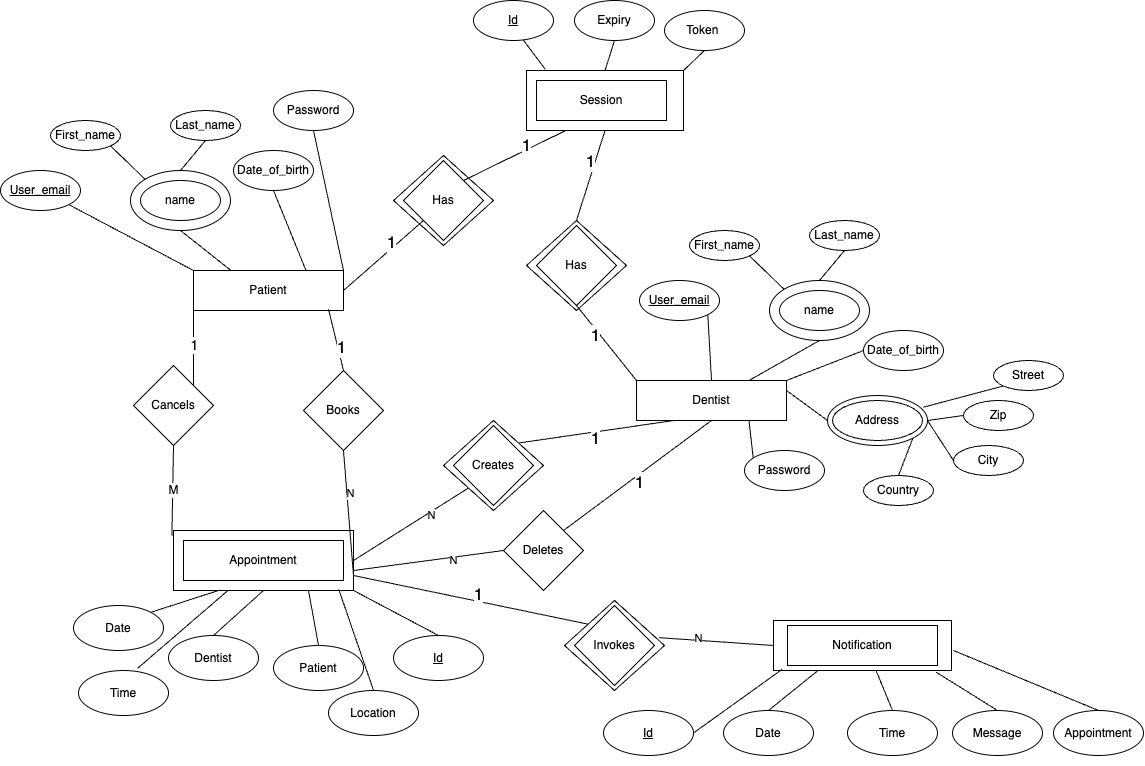 Id
Expiry
Token
Session
Password
Last_name
First_name
1
1
Date_of_birth
User_email
name
Has
1
First_name
Last_name
Has
Patient
User_email
name
1
1
1
Date_of_birth
Street
Cancels
Books
Dentist
Address
Zip
1
City
Creates
Password
1
M
N
Country
N
Deletes
N
Appointment
1
Date
Dentist
Patient
Id
Invokes
N
Notification
Time
Location
Id
Date
Time
Message
Appointment